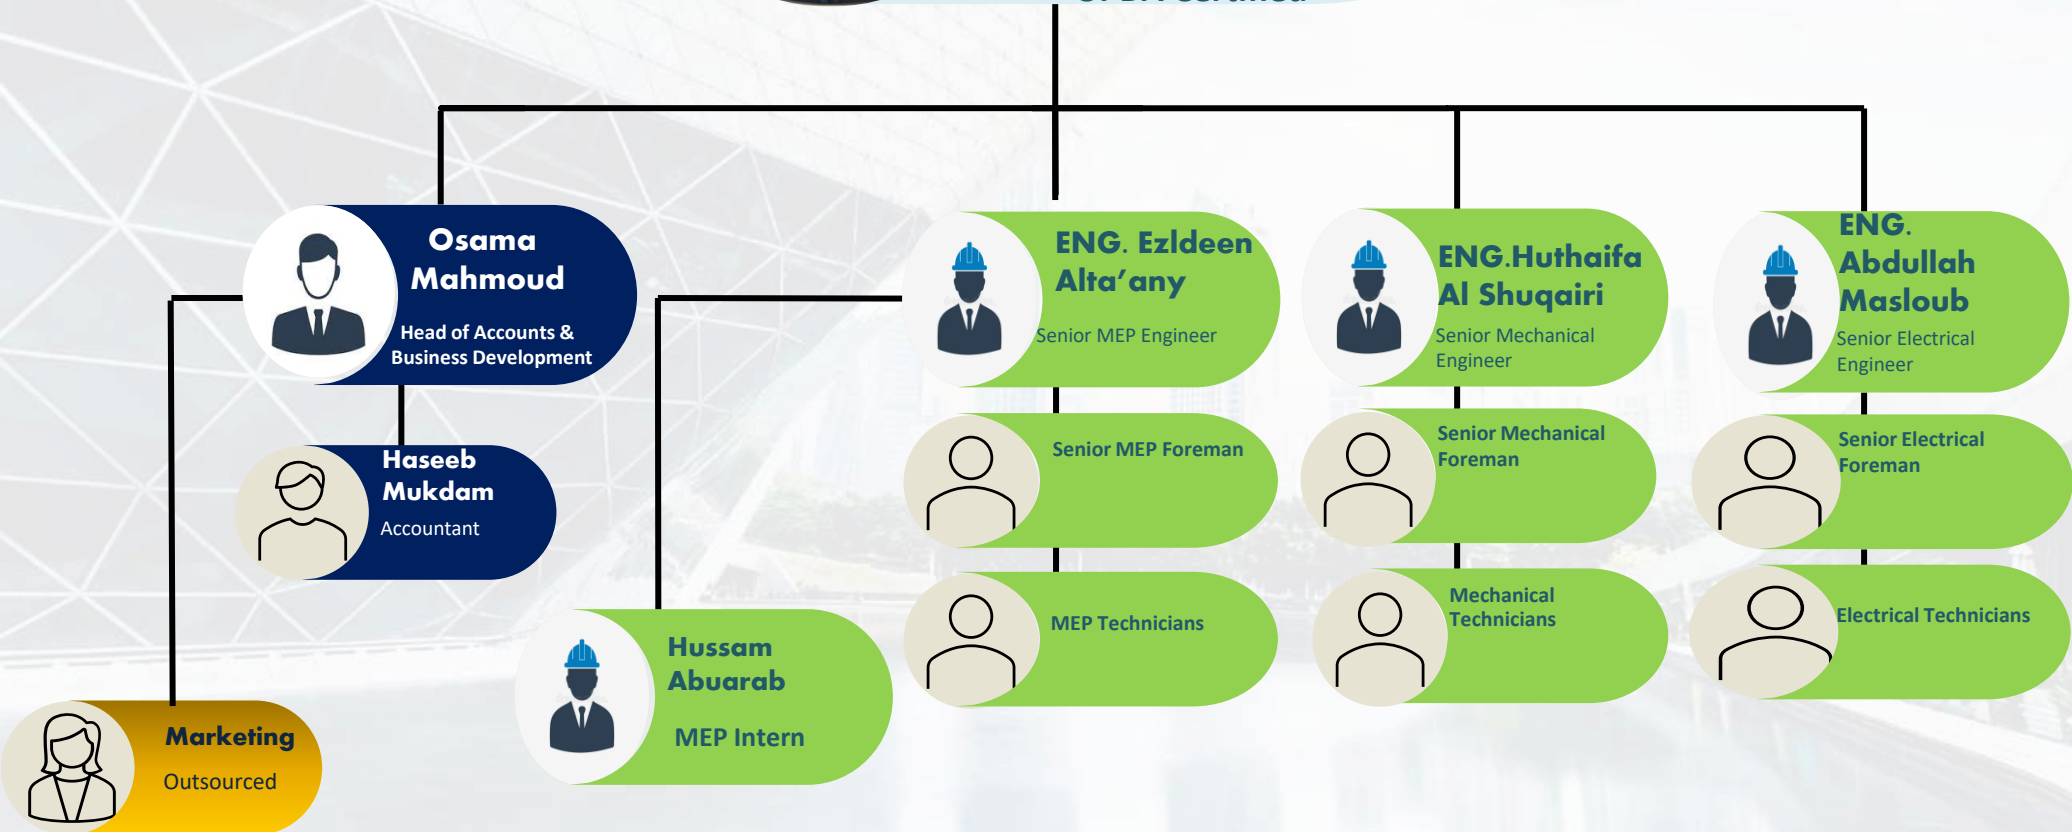 Certified
Osama
Mahmoud
Head of Accounts &
Business Development
Haseeb
Mukdam
Accountant
Marketing
Outsourced
ENG. Ezldeen
Alta’any
Senior MEP Engineer
Senior MEP Foreman
MEP Technicians
Hussam
Abuarab
MEP Intern
ENG.Huthaifa
Al Shuqairi
Senior Mechanical
Engineer
Senior Mechanical
Foreman
Mechanical
Technicians
ENG.
Abdullah
Masloub
Senior Electrical
Engineer
Senior Electrical
Foreman
Electrical Technicians